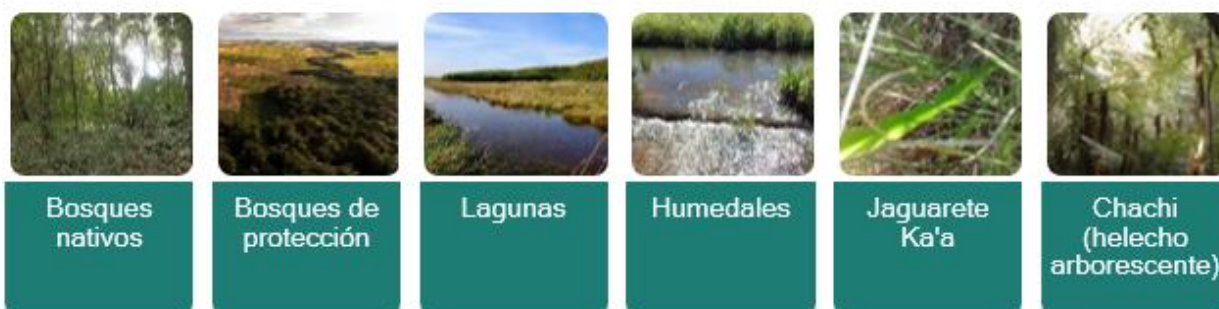 Bosques
nativos
Bosques de
protección
Lagunas
Humedales
Jaguarete
Ka'a
Chachi
(helecho
arborescente)